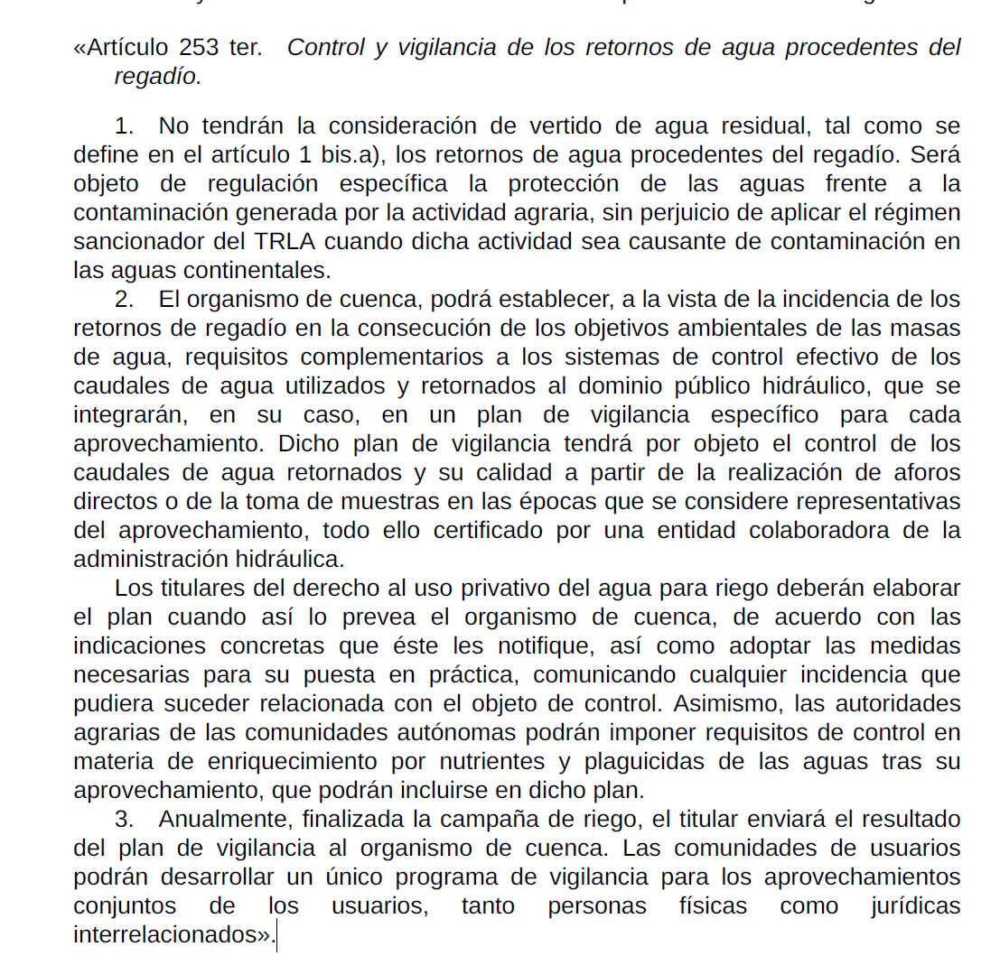 «Artículo 253 ter. Control y vigilancia de los retornos de agua procedentes del
regadío.
1. No tendrán la consideración de vertido de agua residual, tal como se
define en el artículo 1 bis.a), los retornos de agua procedentes del regadío. Será
objeto de regulación específica la protección de las aguas frente a la
contaminación generada por la actividad agraria, sin perjuicio de aplicar el régimen
sancionador del TRLA cuando dicha actividad sea causante de contaminación en
las aguas continentales.
2. El organismo de cuenca, podrá establecer, a la vista de la incidencia de los
retornos de regadío en la consecución de los objetivos ambientales de las masas
de agua, requisitos complementarios a los sistemas de control efectivo de los
caudales de agua utilizados y retornados al dominio público hidráulico, que se
integrarán, en su caso, en un plan de vigilancia específico para cada
aprovechamiento. Dicho plan de vigilancia tendrá por objeto el control de los
caudales de agua retornados y su calidad a partir de la realización de aforos
directos o de la toma de muestras en las épocas que se considere representativas
del aprovechamiento, todo ello certificado por una entidad colaboradora de la
administración hidráulica.
Los titulares del derecho al uso privativo del agua para riego deberán elaborar
el plan cuando así lo prevea el organismo de cuenca, de acuerdo con las
indicaciones concretas que éste les notifique, así como adoptar las medidas
necesarias para su puesta en práctica, comunicando cualquier incidencia que
pudiera suceder relacionada con el objeto de control. Asimismo, las autoridades
agrarias de las comunidades autónomas podrán imponer requisitos de control en
materia de enriquecimiento por nutrientes y plaguicidas de las aguas tras su
aprovechamiento, que podrán incluirse en dicho plan.
3. Anualmente, finalizada la campaña de riego, el titular enviará el resultado
del plan de vigilancia al organismo de cuenca. Las comunidades de usuarios
podrán desarrollar un único programa de vigilancia para los aprovechamientos
conjuntos de los usuarios, tanto personas físicas como jurídicas
interrelacionados».